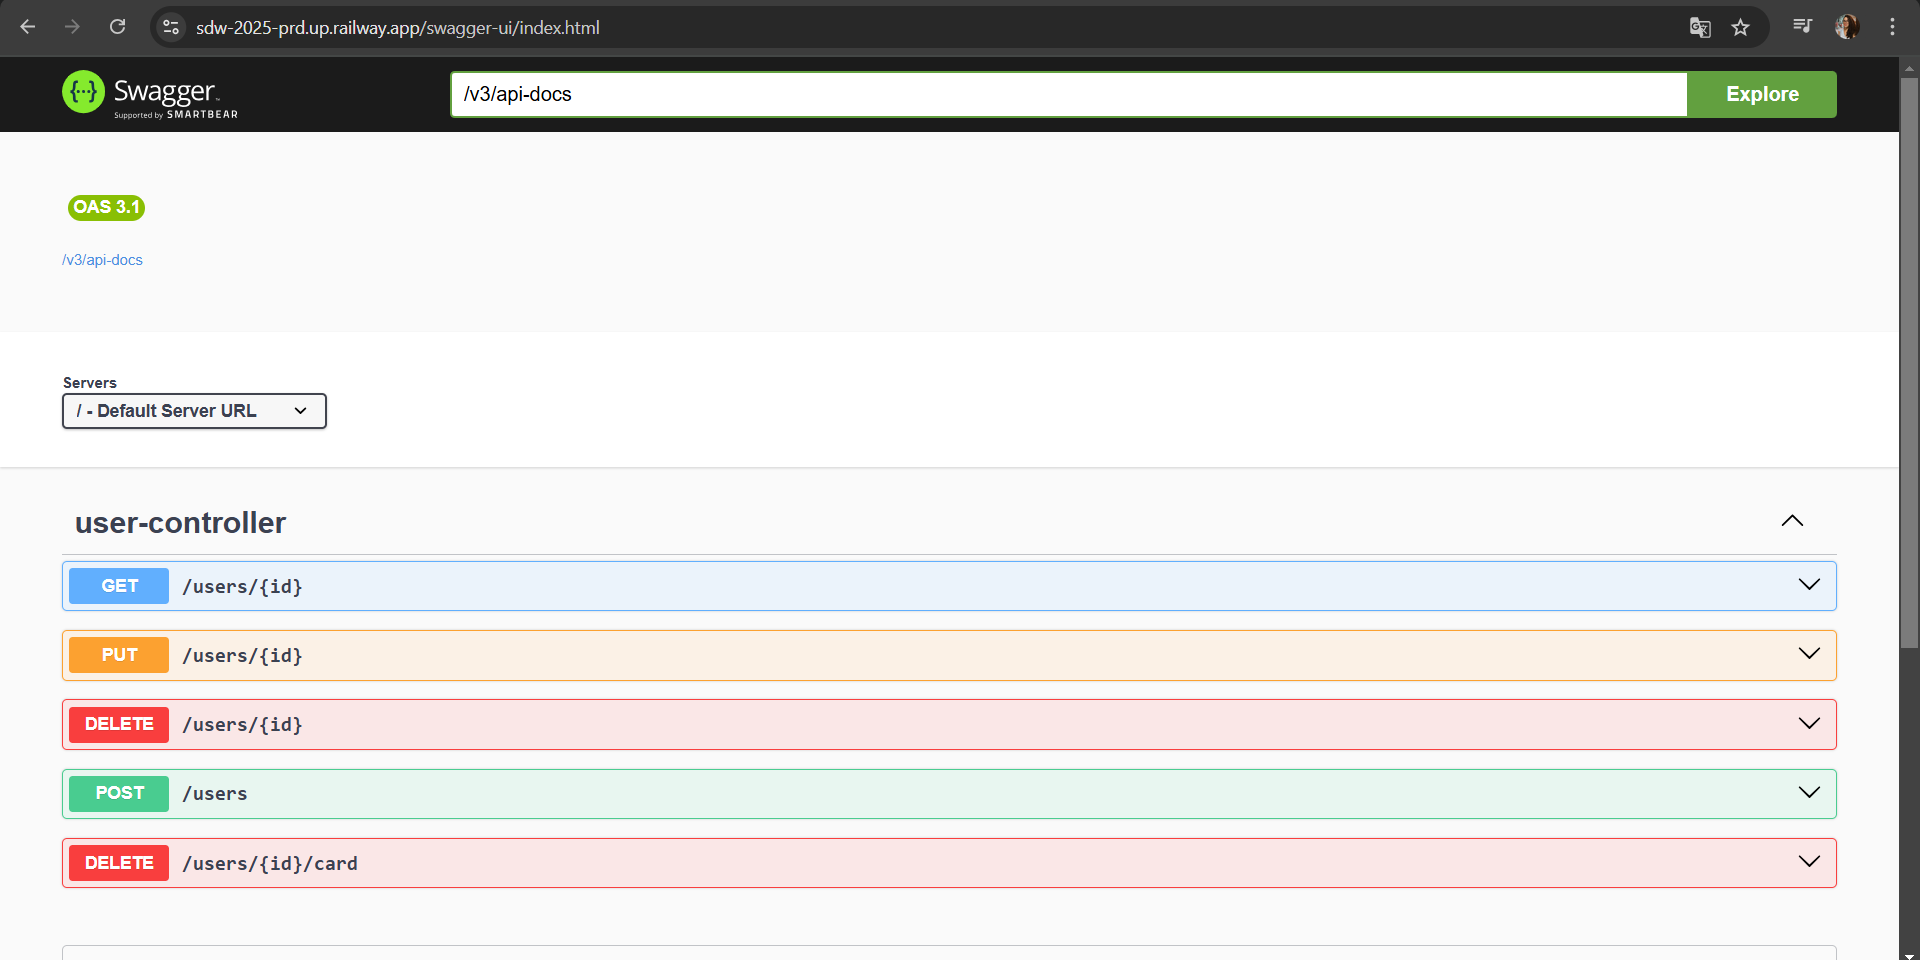 sdw-2025-prd.up.railway.app/swagger-ui/index.html
{···} Swagger
Supported by SMARTBEAR
/v3/api-docs
Explore
OAS 3.1
/v3/api-docs
Servers
/ - Default Server URL
user-controller
GET /users/{id}
PUT /users/{id}
DELETE /users/{id}
POST /users
DELETE /users/{id}/card